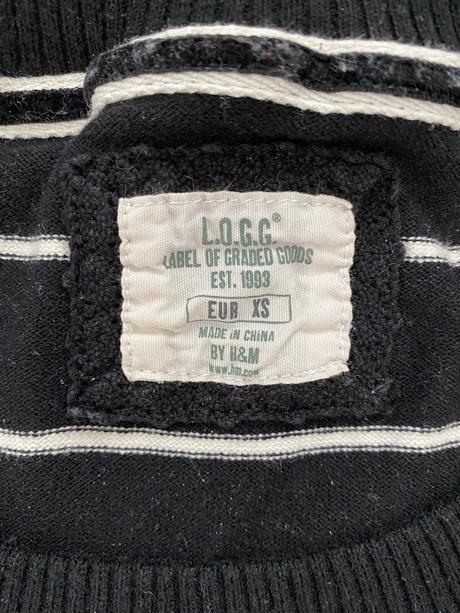 L.O.G.G.®
LABEL OF GRADED GOODS
EST. 1993
EUR XS
MADE IN CHINA
BY H&M
www.hm.com